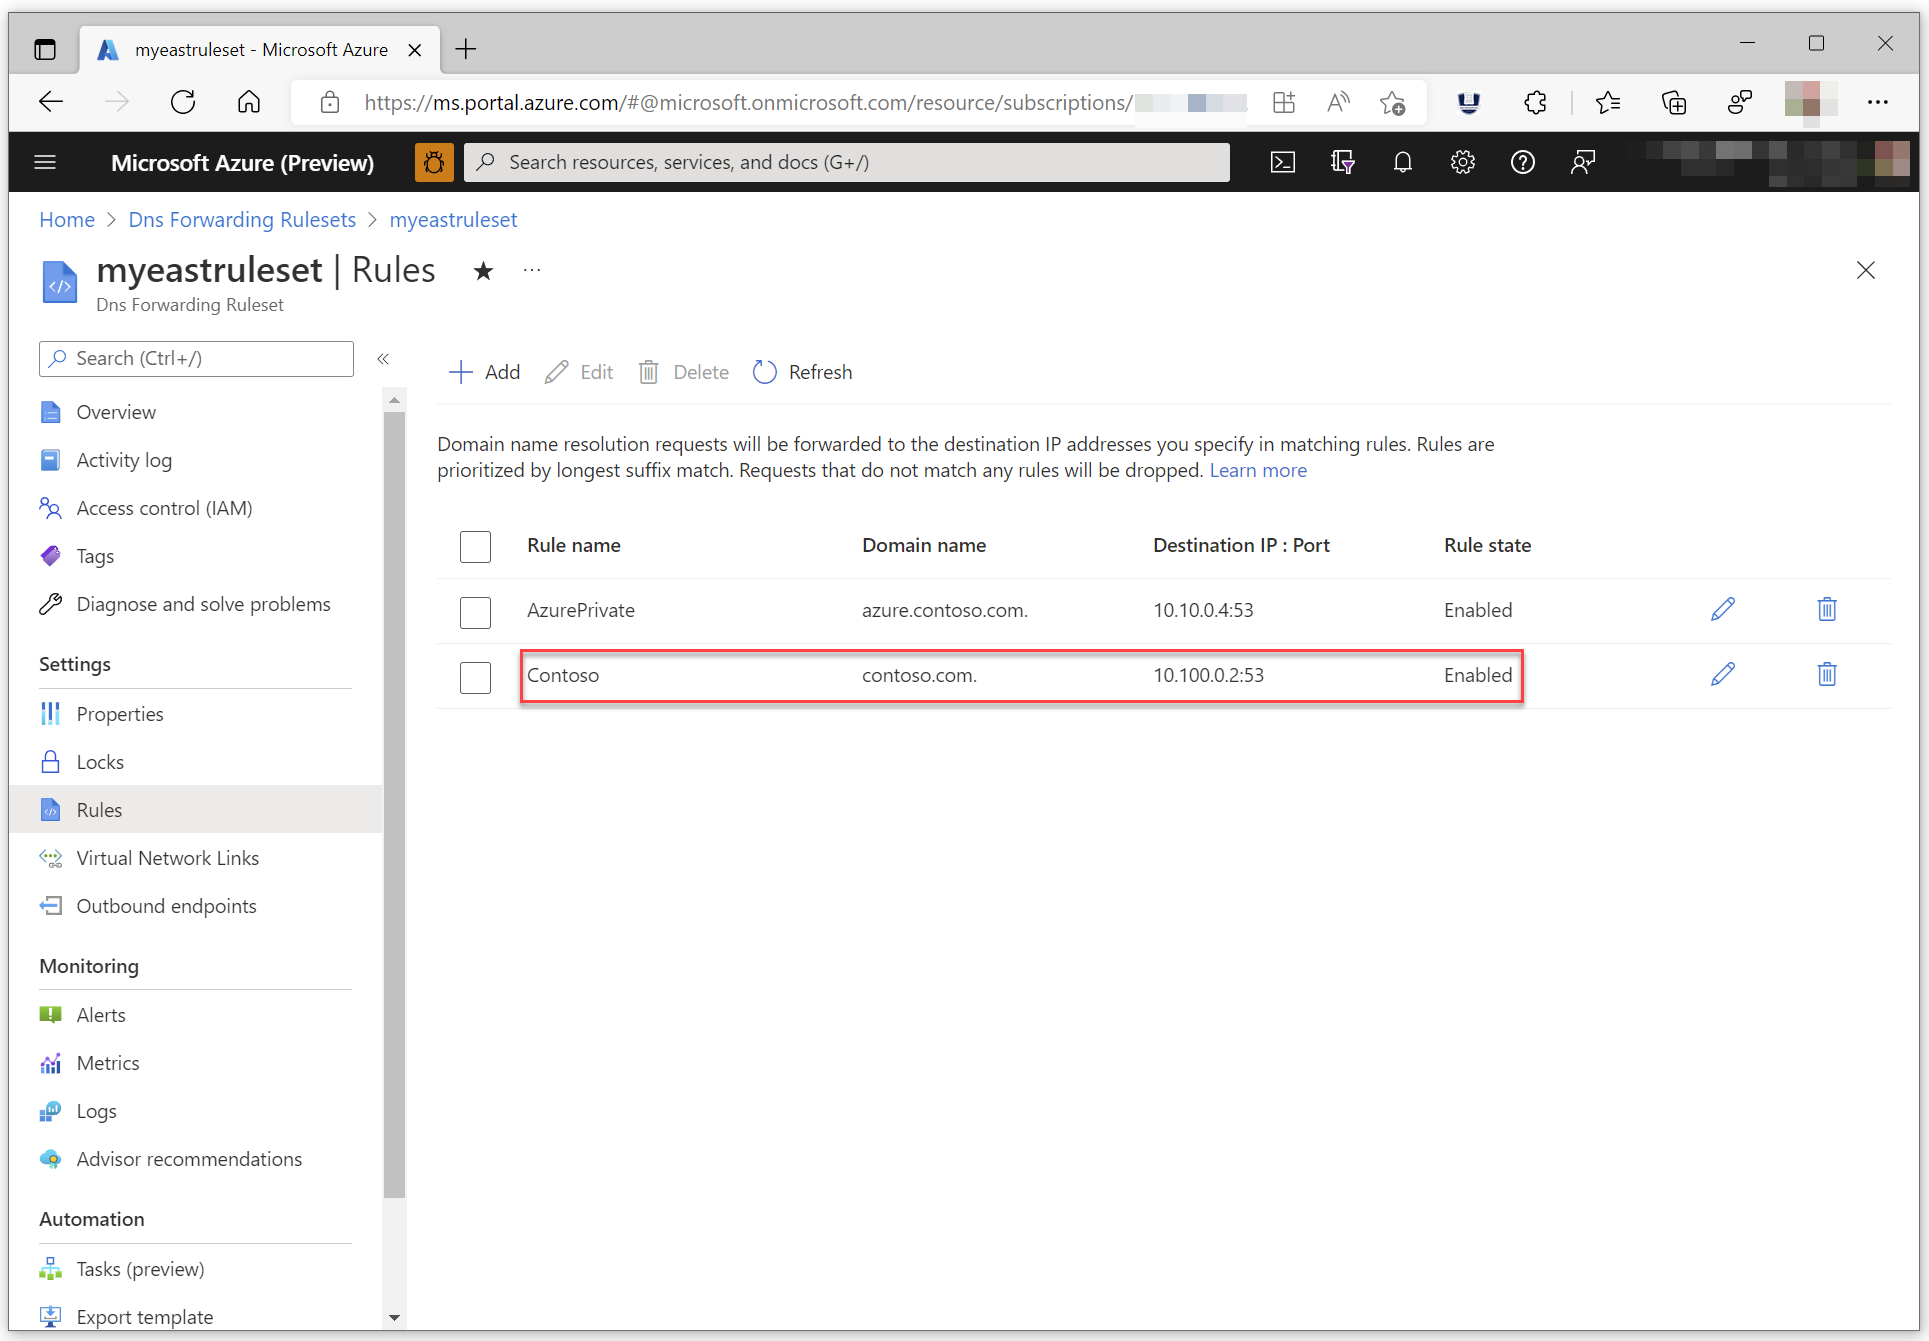 myeastruleset - Microsoft Azure
https://ms.portal.azure.com/#@microsoft.onmicrosoft.com/resource/subscriptions/
Microsoft Azure (Preview)
Search resources, services, and docs (G+/)
Home > Dns Forwarding Rulesets > myeastruleset
myeastruleset | Rules
Dns Forwarding Ruleset
Search (Ctrl+/)
Overview
Activity log
Access control (IAM)
Tags
Diagnose and solve problems
Settings
Properties
Locks
Rules
Virtual Network Links
Outbound endpoints
Monitoring
Alerts
Metrics
Logs
Advisor recommendations
Automation
Tasks (preview)
Export template
Add Edit Delete Refresh
Domain name resolution requests will be forwarded to the destination IP addresses you specify in matching rules. Rules are
prioritized by longest suffix match. Requests that do not match any rules will be dropped. Learn more
Rule name Domain name Destination IP : Port Rule state
AzurePrivate azure.contoso.com. 10.10.0.4:53 Enabled
Contoso contoso.com. 10.100.0.2:53 Enabled